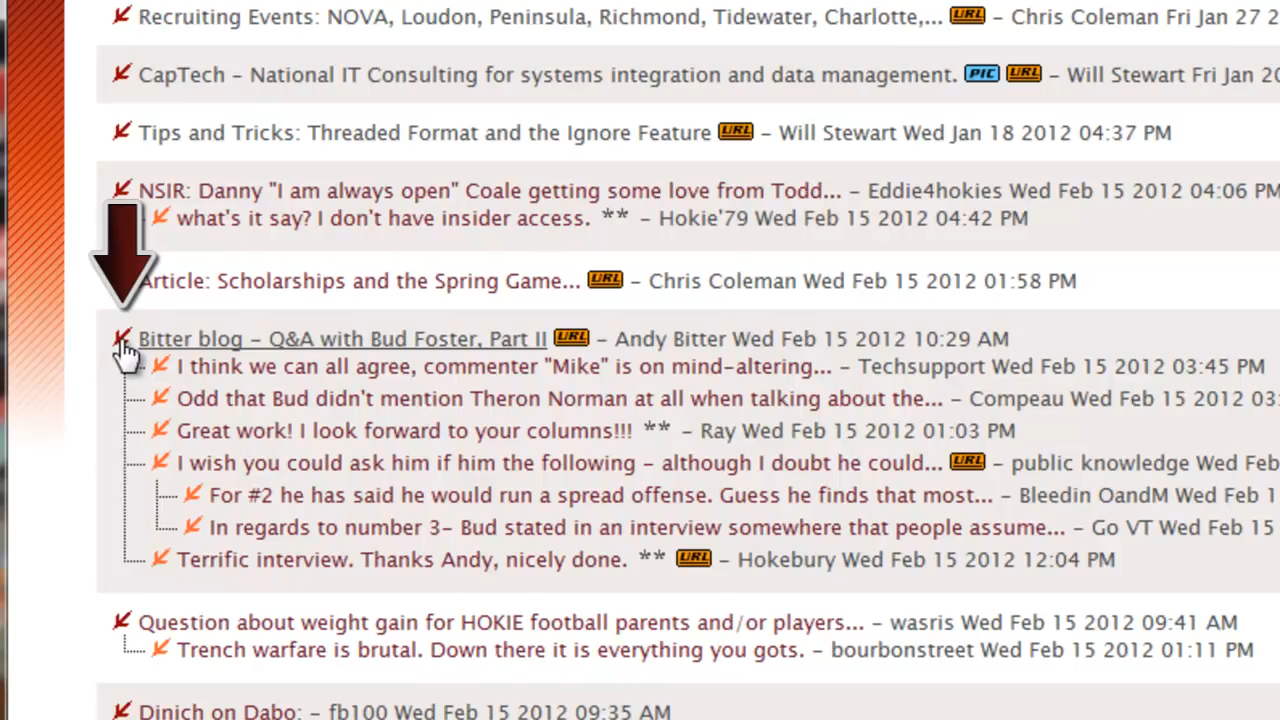 Recruiting Events: NOVA, Loudon, Peninsula, Richmond, Tidewater, Charlotte,... URL – Chris Coleman Fri Jan 27 2
CapTech – National IT Consulting for systems integration and data management. PIC URL – Will Stewart Fri Jan 20
Tips and Tricks: Threaded Format and the Ignore Feature URL – Will Stewart Wed Jan 18 2012 04:37 PM
NSIR: Danny "I am always open" Coale getting some love from Todd... – Eddie4hokies Wed Feb 15 2012 04:06 PM
what's it say? I don't have insider access. ** – Hokie'79 Wed Feb 15 2012 04:42 PM
Article: Scholarships and the Spring Game... URL – Chris Coleman Wed Feb 15 2012 01:58 PM
Bitter blog – Q&A with Bud Foster, Part II URL – Andy Bitter Wed Feb 15 2012 10:29 AM
I think we can all agree, commenter "Mike" is on mind-altering... – Techsupport Wed Feb 15 2012 03:45 PM
Odd that Bud didn't mention Theron Norman at all when talking about the... – Compeau Wed Feb 15 2012 03:
Great work! I look forward to your columns!!! ** – Ray Wed Feb 15 2012 01:03 PM
I wish you could ask him if him the following – although I doubt he could... URL – public knowledge Wed Feb
For #2 he has said he would run a spread offense. Guess he finds that most... – Bleedin OandM Wed Feb 1
In regards to number 3– Bud stated in an interview somewhere that people assume... – Go VT Wed Feb 15
Terrific interview. Thanks Andy, nicely done. ** URL – Hokebury Wed Feb 15 2012 12:04 PM
Question about weight gain for HOKIE football parents and/or players... – wasris Wed Feb 15 2012 09:41 AM
Trench warfare is brutal. Down there it is everything you gots. – bourbonstreet Wed Feb 15 2012 01:11 PM
Dinich on Dabo: – fb100 Wed Feb 15 2012 09:35 AM